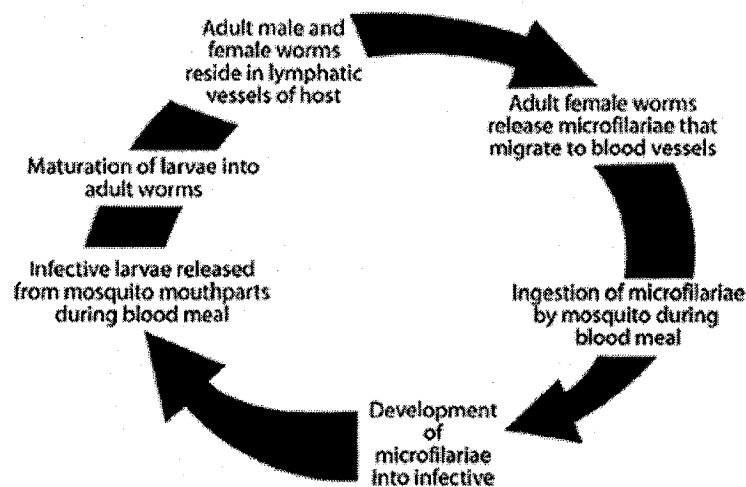 Adult male and
female worms
reside in lymphatic
vessels of host
Adult female worms
release microfilariae that
migrate to blood vessels
Ingestion of microfilariae
by mosquito during
blood meal
Development
of
microfilariae
into infective
Infective larvae released
from mosquito mouthparts
during blood meal
Maturation of larvae into
adult worms